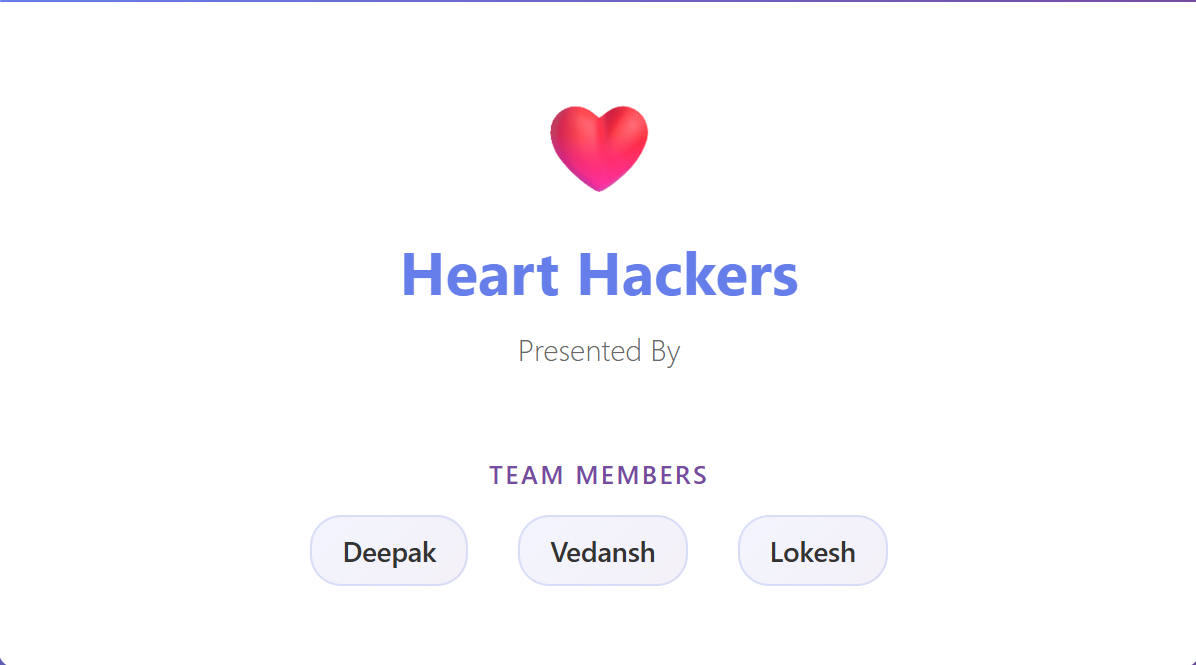 Heart Hackers
Presented By
TEAM MEMBERS
Deepak Vedansh Lokesh